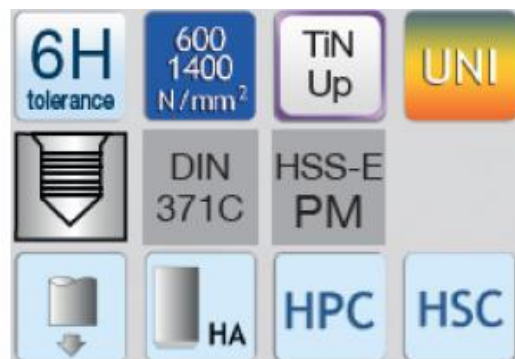 6H
tolerance
600
1400
N/mm²
TiN
Up
UNI
DIN
371C
HSS-E
PM
HA
HPC
HSC